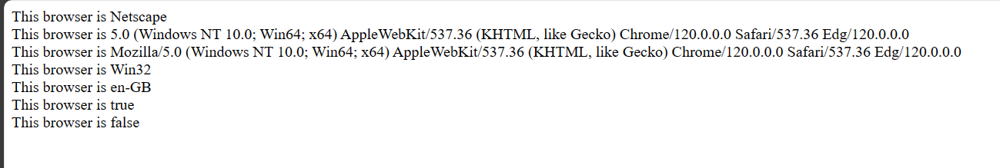 This browser is Netscape
This browser is 5.0 (Windows NT 10.0; Win64; x64) AppleWebKit/537.36 (KHTML, like Gecko) Chrome/120.0.0.0 Safari/537.36 Edg/120.0.0.0
This browser is Mozilla/5.0 (Windows NT 10.0; Win64; x64) AppleWebKit/537.36 (KHTML, like Gecko) Chrome/120.0.0.0 Safari/537.36 Edg/120.0.0.0
This browser is Win32
This browser is en-GB
This browser is true
This browser is false